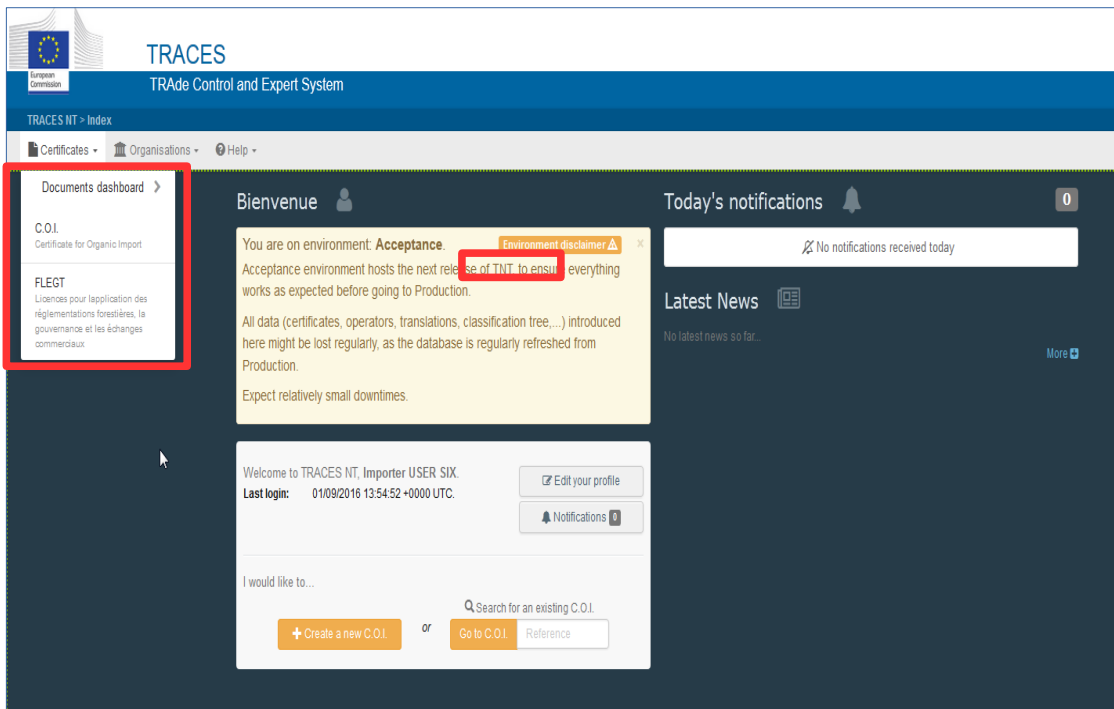 European
Commission
TRACES
TRAde Control and Expert System
TRACES NT > Index
Certificates
Organisations
Help
Documents dashboard
C.O.I.
Certificate for Organic Import
FLEGT
Licences pour lapplication des
réglementations forestières, la
gouvernance et les échanges
commerciaux
Bienvenue
You are on environment: Acceptance.
Environment disclaimer
x
Acceptance environment hosts the next release of TNT, to ensure everything
works as expected before going to Production.
All data (certificates, operators, translations, classification tree,...) introduced
here might be lost regularly, as the database is regularly refreshed from
Production.
Expect relatively small downtimes.
Welcome to TRACES NT, Importer USER SIX.
Last login: 01/09/2016 13:54:52 +0000 UTC.
Edit your profile
Notifications 0
I would like to...
Create a new C.O.I.
or
Search for an existing C.O.I.
Go to C.O.I.
Reference
Today's notifications
0
No notifications received today
Latest News
No latest news so far...
More